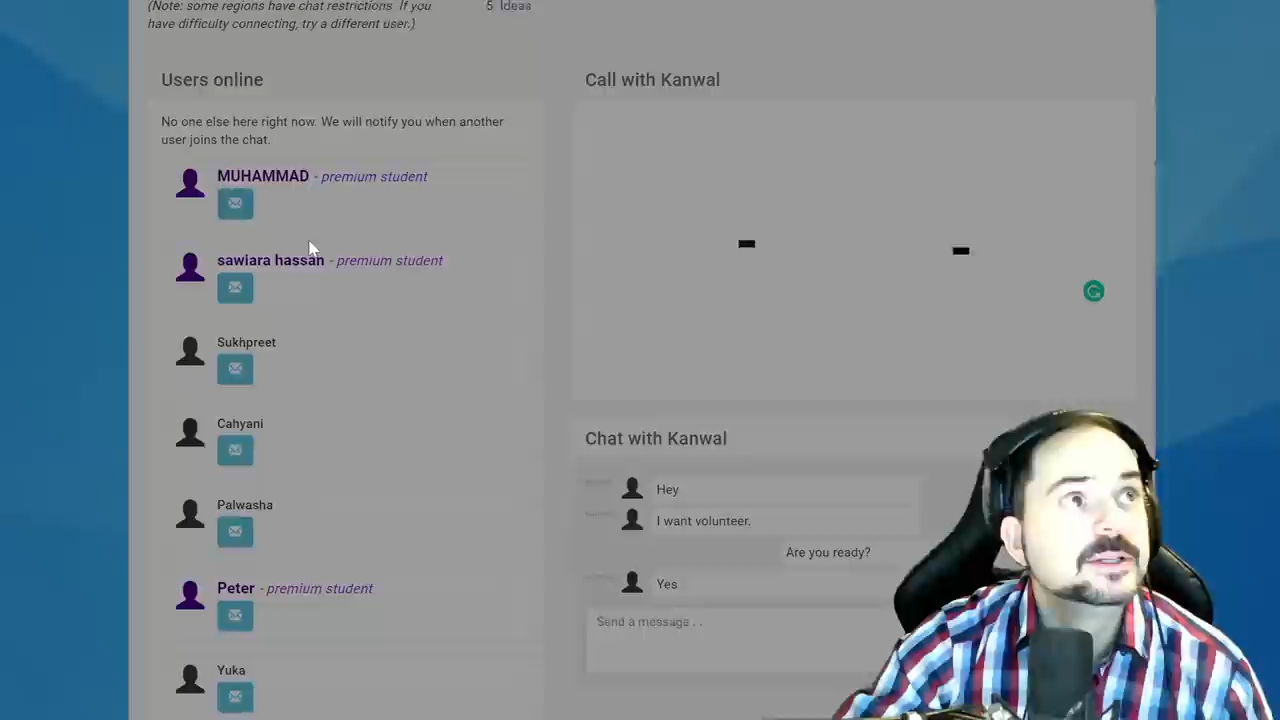 (Note: some regions have chat restrictions. If you
have difficulty connecting, try a different user.)
5 Ideas
Users online
No one else here right now. We will notify you when another
user joins the chat.
MUHAMMAD - premium student
sawiara hassan - premium student
Sukhpreet
Cahyani
Palwasha
Peter - premium student
Yuka
Call with Kanwal
Chat with Kanwal
Hey
I want volunteer.
Are you ready?
Yes
Send a message . .